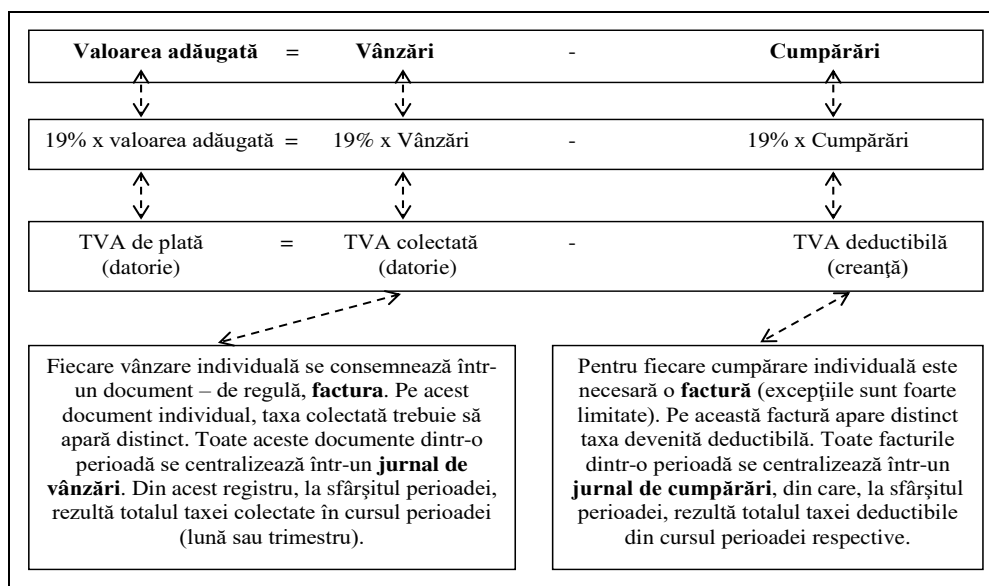 Valoarea adăugată = Vânzări - Cumpărări
19% x valoarea adăugată = 19% x Vânzări - 19% x Cumpărări
TVA de plată = TVA colectată - TVA deductibilă
(datorie) (datorie) (creanţă)
Fiecare vânzare individuală se consemnează într-
un document – de regulă, factura. Pe acest
document individual, taxa colectată trebuie să
apară distinct. Toate aceste documente dintr-o
perioadă se centralizează într-un jurnal de
vânzări. Din acest registru, la sfârşitul perioadei,
rezultă totalul taxei colectate în cursul perioadei
(lună sau trimestru).
Pentru fiecare cumpărare individuală este
necesară o factură (excepţiile sunt foarte
limitate). Pe această factură apare distinct
taxa devenită deductibilă. Toate facturile
dintr-o perioadă se centralizează într-un
jurnal de cumpărări, din care, la sfârşitul
perioadei, rezultă totalul taxei deductibile
din cursul perioadei respective.